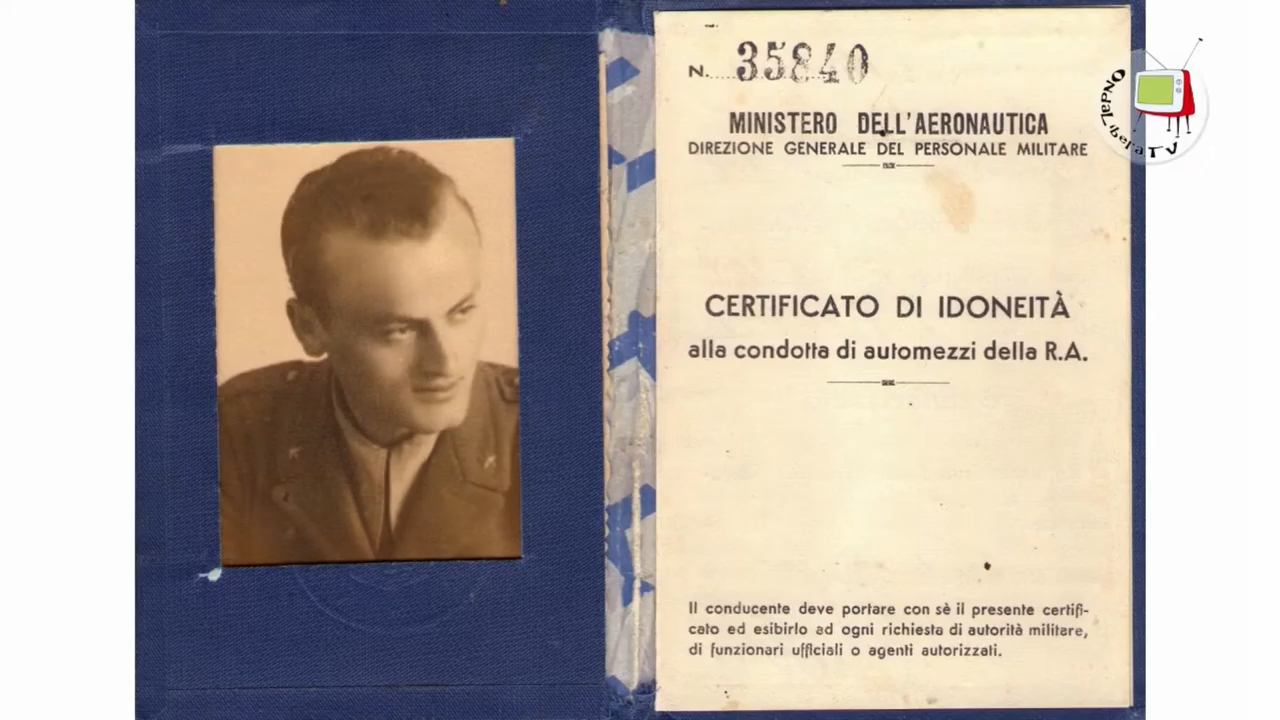 N. 35840
MINISTERO DELL'AERONAUTICA
DIREZIONE GENERALE DEL PERSONALE MILITARE
CERTIFICATO DI IDONEITÀ
alla condotta di automezzi della R.A.
Il conducente deve portare con sè il presente certifi-
cato ed esibirlo ad ogni richiesta di autorità militare,
di funzionari ufficiali o agenti autorizzati.
OndaLiberaTV